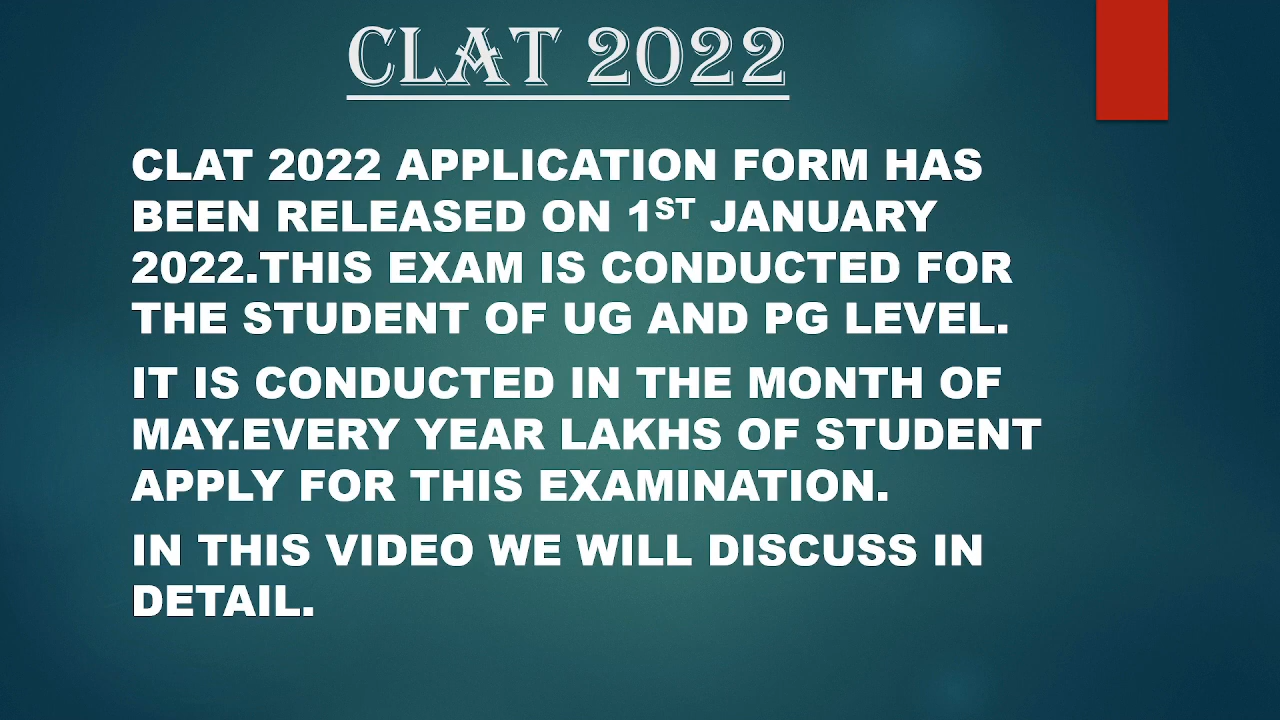 CLAT 2022
CLAT 2022 APPLICATION FORM HAS
BEEN RELEASED ON 1ST JANUARY
2022.THIS EXAM IS CONDUCTED FOR
THE STUDENT OF UG AND PG LEVEL.
IT IS CONDUCTED IN THE MONTH OF
MAY.EVERY YEAR LAKHS OF STUDENT
APPLY FOR THIS EXAMINATION.
IN THIS VIDEO WE WILL DISCUSS IN
DETAIL.